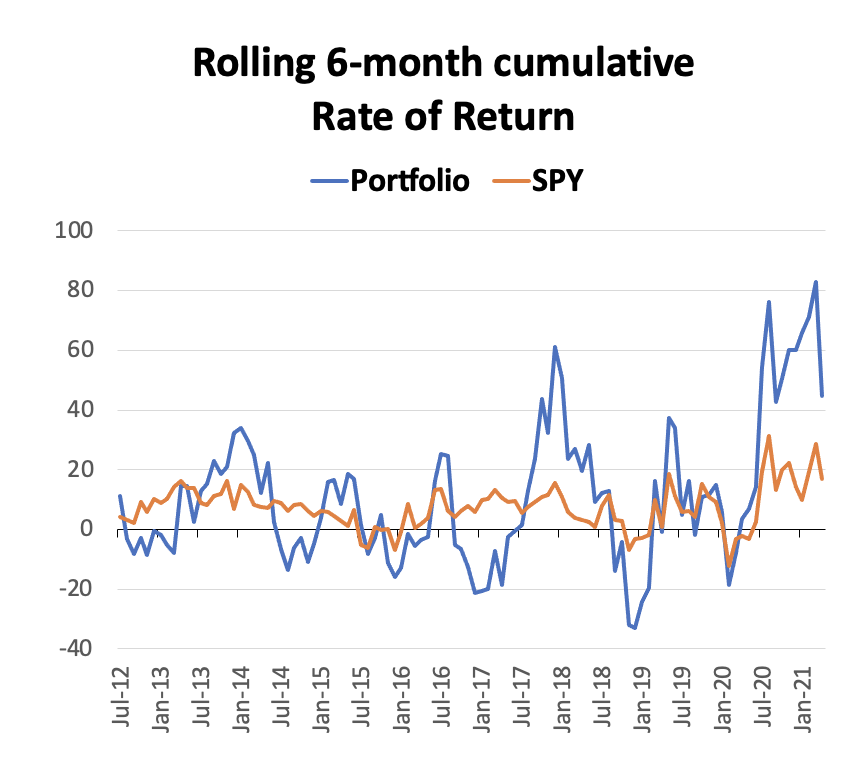 Rolling 6-month cumulative
Rate of Return
Portfolio SPY
100
80
60
40
20
0
-20
-40
Jul-12
Jan-13
Jul-13
Jan-14
Jul-14
Jan-15
Jul-15
Jan-16
Jul-16
Jan-17
Jul-17
Jan-18
Jul-18
Jan-19
Jul-19
Jan-20
Jul-20
Jan-21